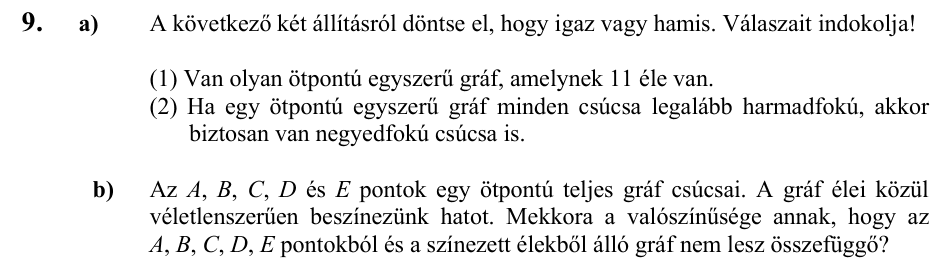 9. a) A következő két állításról döntse el, hogy igaz vagy hamis. Válaszait indokolja!
(1) Van olyan ötpontú egyszerű gráf, amelynek 11 éle van.
(2) Ha egy ötpontú egyszerű gráf minden csúcsa legalább harmadfokú, akkor
biztosan van negyedfokú csúcsa is.
b) Az A, B, C, D és E pontok egy ötpontú teljes gráf csúcsai. A gráf élei közül
véletlenszerűen beszínezünk hatot. Mekkora a valószínűsége annak, hogy az
A, B, C, D, E pontokból és a színezett élekből álló gráf nem lesz összefüggő?